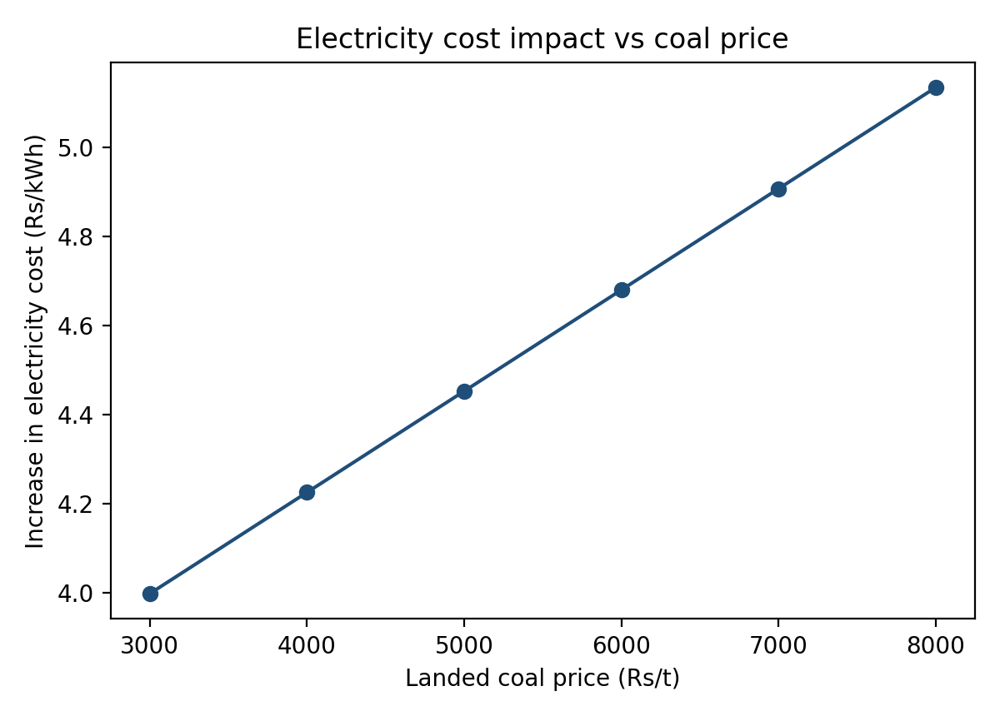 Electricity cost impact vs coal price
Increase in electricity cost (Rs/kWh)
5.0
4.8
4.6
4.4
4.2
4.0
3000 4000 5000 6000 7000 8000
Landed coal price (Rs/t)